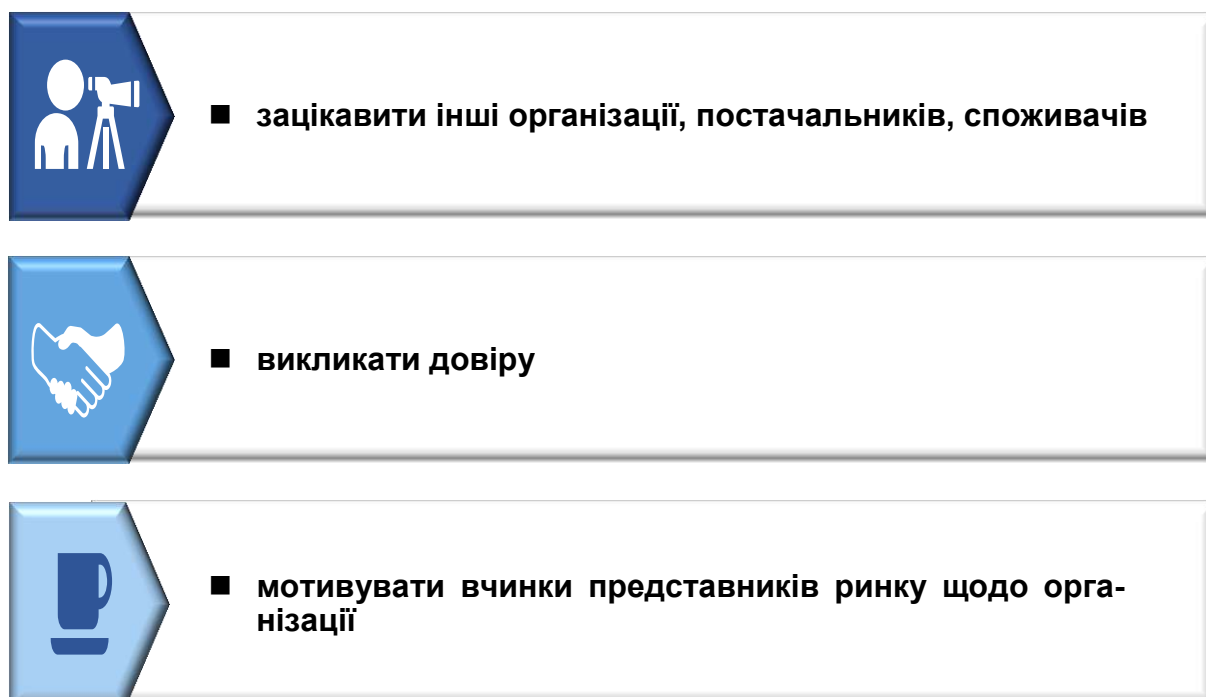 ■ зацікавити інші організації, постачальників, споживачів
■ викликати довіру
■ мотивувати вчинки представників ринку щодо орга-
нізації